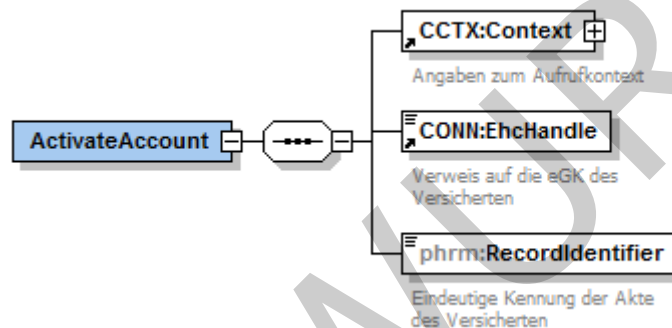 CCTX:Context
Angaben zum Aufrufkontext
ActivateAccount
CONN:EhcHandle
Verweis auf die eGK des
Versicherten
phrm:RecordIdentifier
Eindeutige Kennung der Akte
des Versicherten